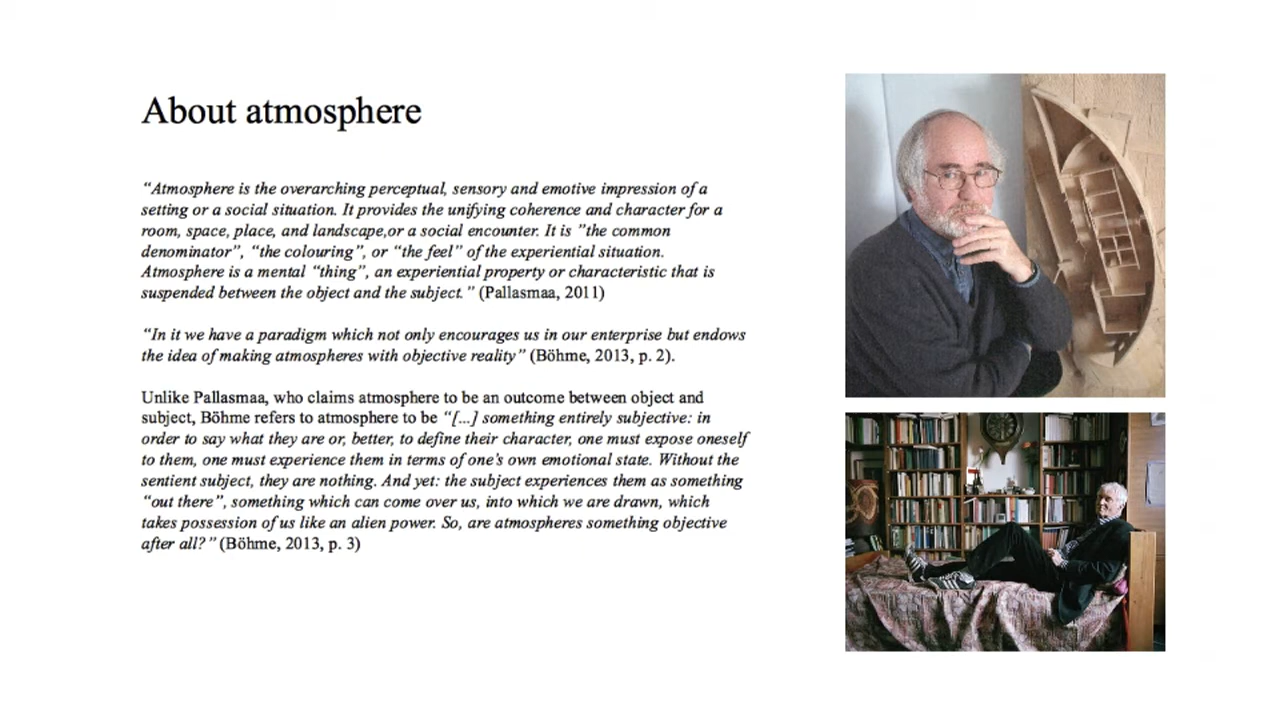 About atmosphere
“Atmosphere is the overarching perceptual, sensory and emotive impression of a
setting or a social situation. It provides the unifying coherence and character for a
room, space, place, and landscape,or a social encounter. It is ”the common
denominator”, “the colouring”, or “the feel” of the experiential situation.
Atmosphere is a mental “thing”, an experiential property or characteristic that is
suspended between the object and the subject.” (Pallasmaa, 2011)
“In it we have a paradigm which not only encourages us in our enterprise but endows
the idea of making atmospheres with objective reality” (Böhme, 2013, p. 2).
Unlike Pallasmaa, who claims atmosphere to be an outcome between object and
subject, Böhme refers to atmosphere to be “[...] something entirely subjective: in
order to say what they are or, better, to define their character, one must expose oneself
to them, one must experience them in terms of one’s own emotional state. Without the
sentient subject, they are nothing. And yet: the subject experiences them as something
“out there”, something which can come over us, into which we are drawn, which
takes possession of us like an alien power. So, are atmospheres something objective
after all?” (Böhme, 2013, p. 3)